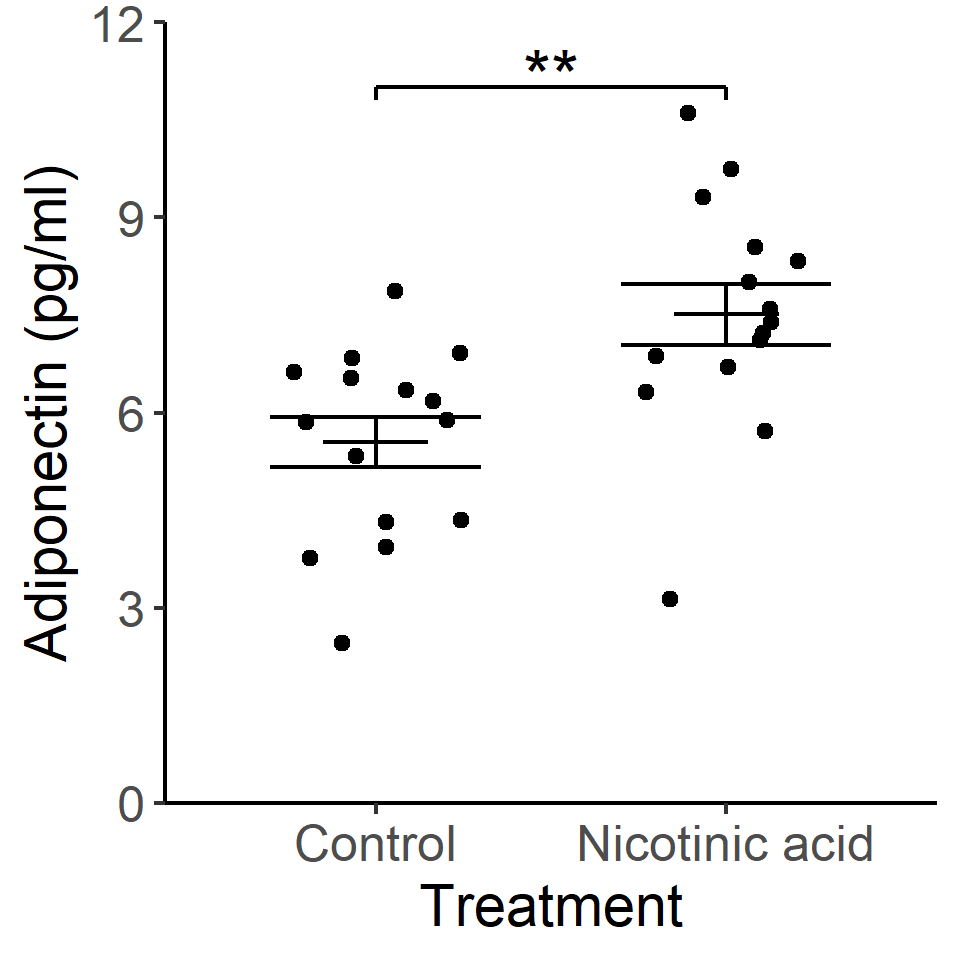 12
**
9
6
3
0
Adiponectin (pg/ml)
Control
Nicotinic acid
Treatment